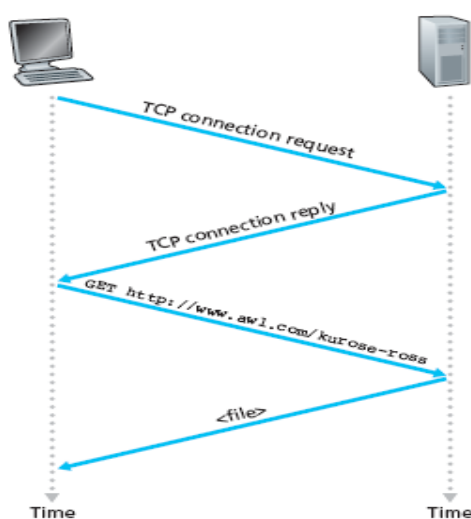 TCP connection request
TCP connection reply
GET http://www.awl.com/kurose-ross
<file>
Time
Time